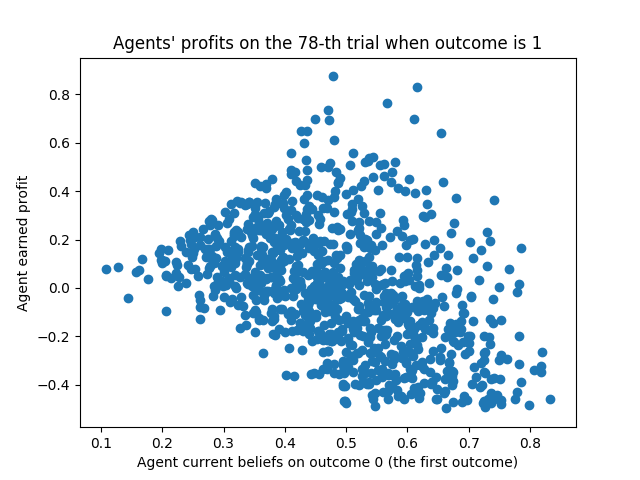 Agents' profits on the 78-th trial when outcome is 1
Agent earned profit
0.8
0.6
0.4
0.2
0.0
−0.2
−0.4
0.1 0.2 0.3 0.4 0.5 0.6 0.7 0.8
Agent current beliefs on outcome 0 (the first outcome)